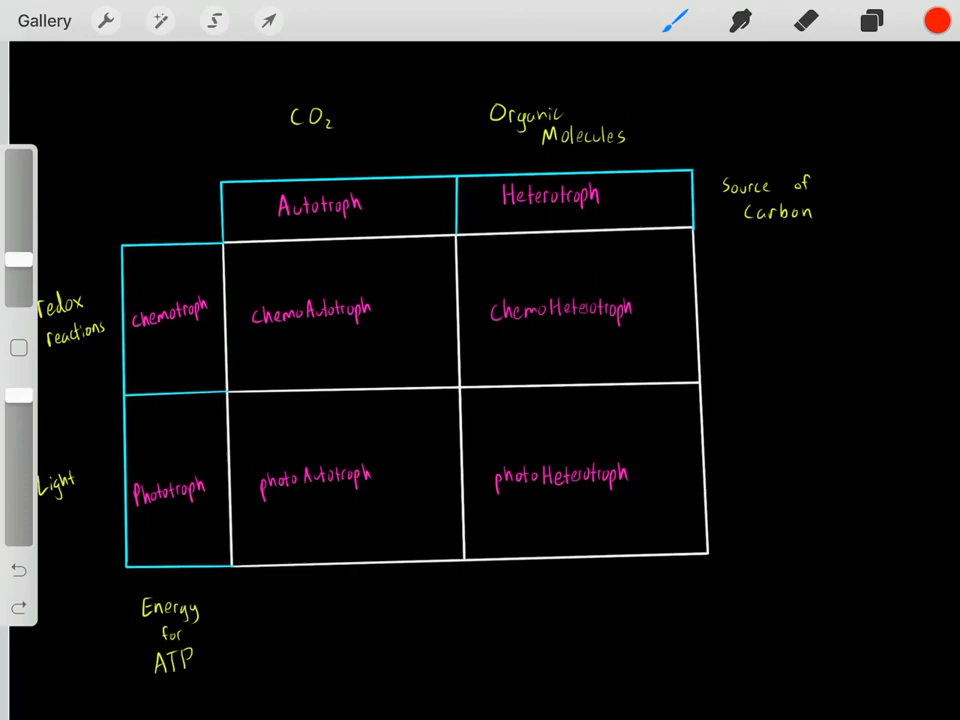 Gallery
CO₂
Organic
Molecules
Autotroph
Heterotroph
Source of
Carbon
redox
reactions
chemotroph
chemoAutotroph
chemoHeterotroph
Light
Phototroph
photoAutotroph
photoHeterotroph
Energy
for
ATP